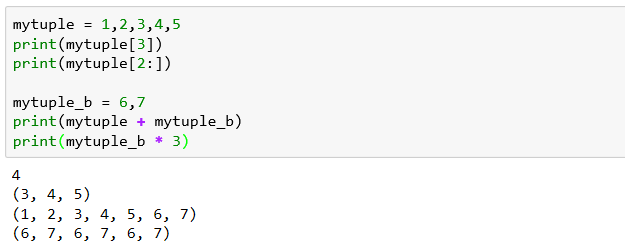 mytuple = 1,2,3,4,5
print(mytuple[3])
print(mytuple[2:])
mytuple_b = 6,7
print(mytuple + mytuple_b)
print(mytuple_b * 3)
4
(3, 4, 5)
(1, 2, 3, 4, 5, 6, 7)
(6, 7, 6, 7, 6, 7)